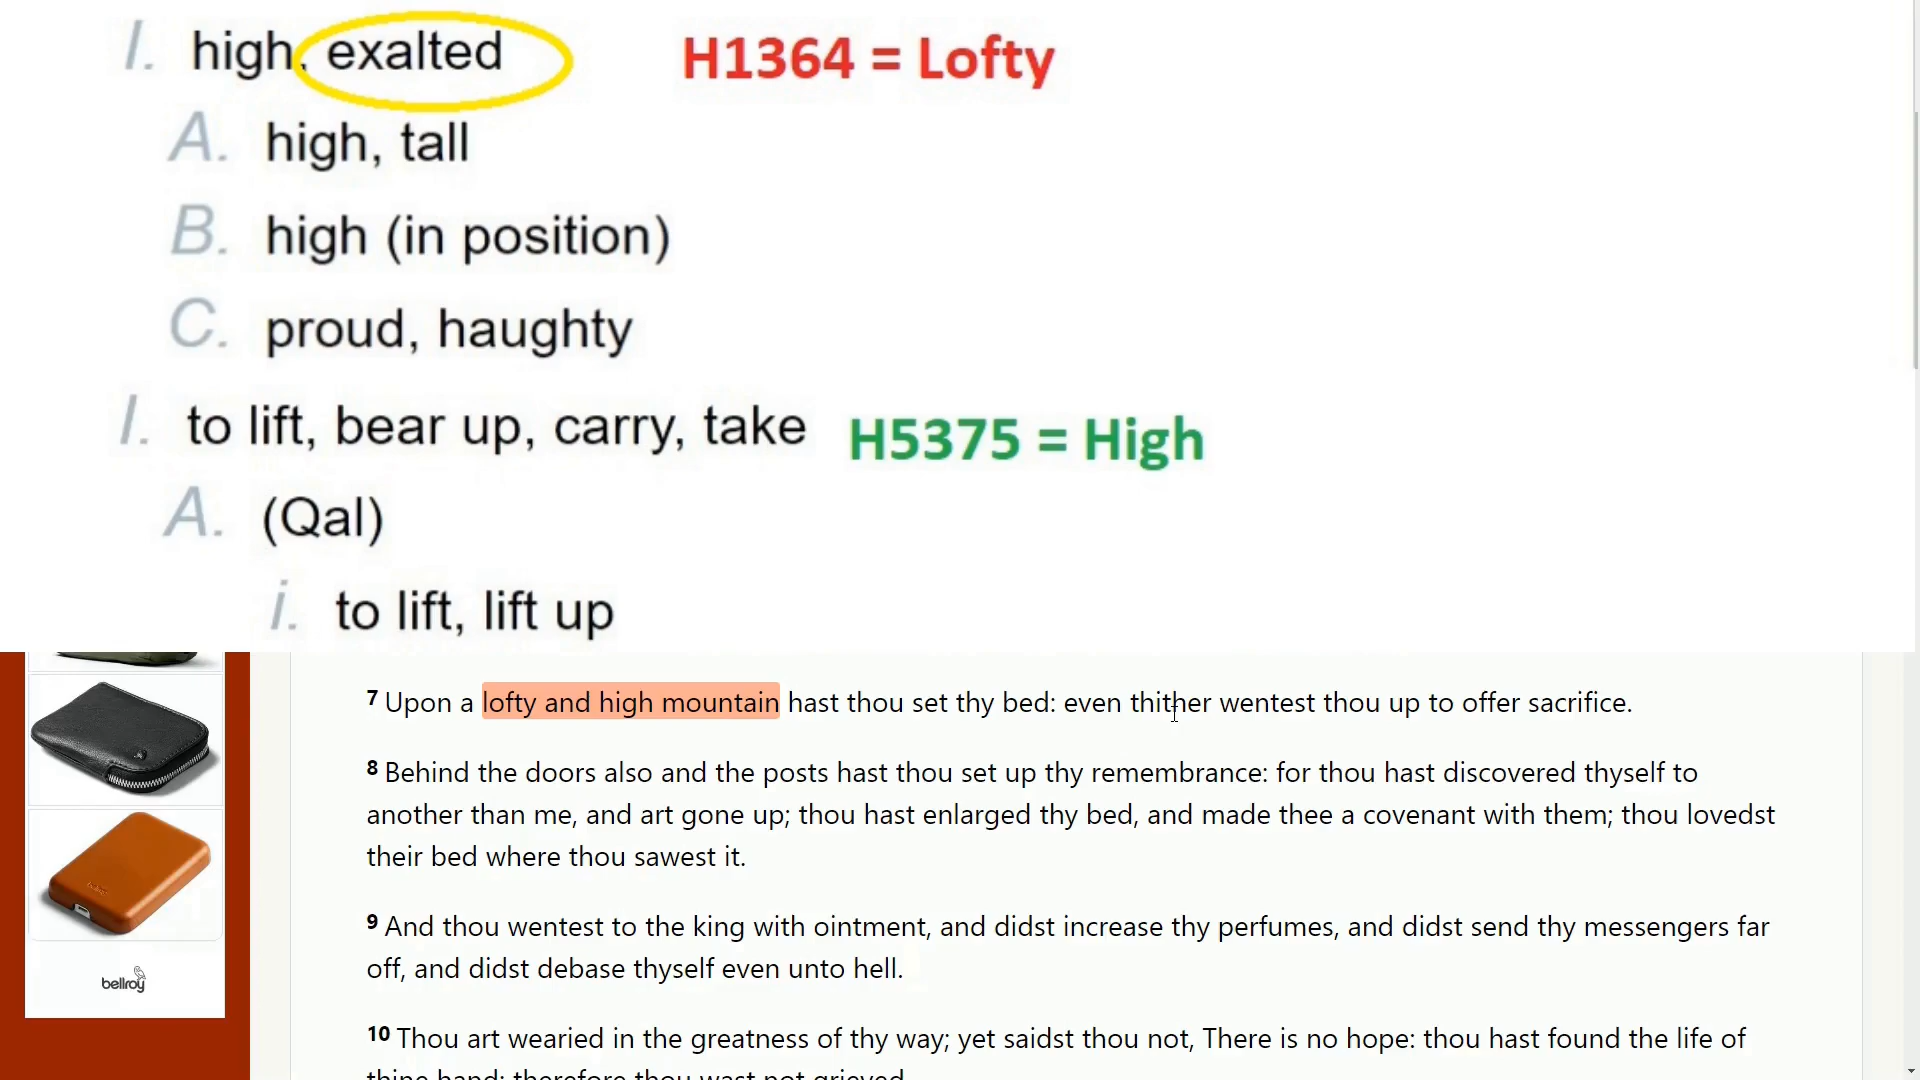 I. high, exalted H1364 = Lofty
A. high, tall
B. high (in position)
C. proud, haughty
I. to lift, bear up, carry, take H5375 = High
A. (Qal)
i. to lift, lift up
7 Upon a lofty and high mountain hast thou set thy bed: even thither wentest thou up to offer sacrifice.
8 Behind the doors also and the posts hast thou set up thy remembrance: for thou hast discovered thyself to
another than me, and art gone up; thou hast enlarged thy bed, and made thee a covenant with them; thou lovedst
their bed where thou sawest it.
9 And thou wentest to the king with ointment, and didst increase thy perfumes, and didst send thy messengers far
off, and didst debase thyself even unto hell.
bellroy
10 Thou art wearied in the greatness of thy way; yet saidst thou not, There is no hope: thou hast found the life of
thine hand; therefore thou wast not grieved.